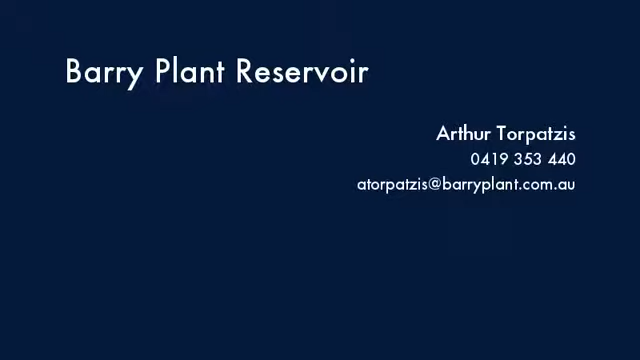 Barry Plant Reservoir
Arthur Torpatzis
0419 353 440
atorpatzis@barryplant.com.au